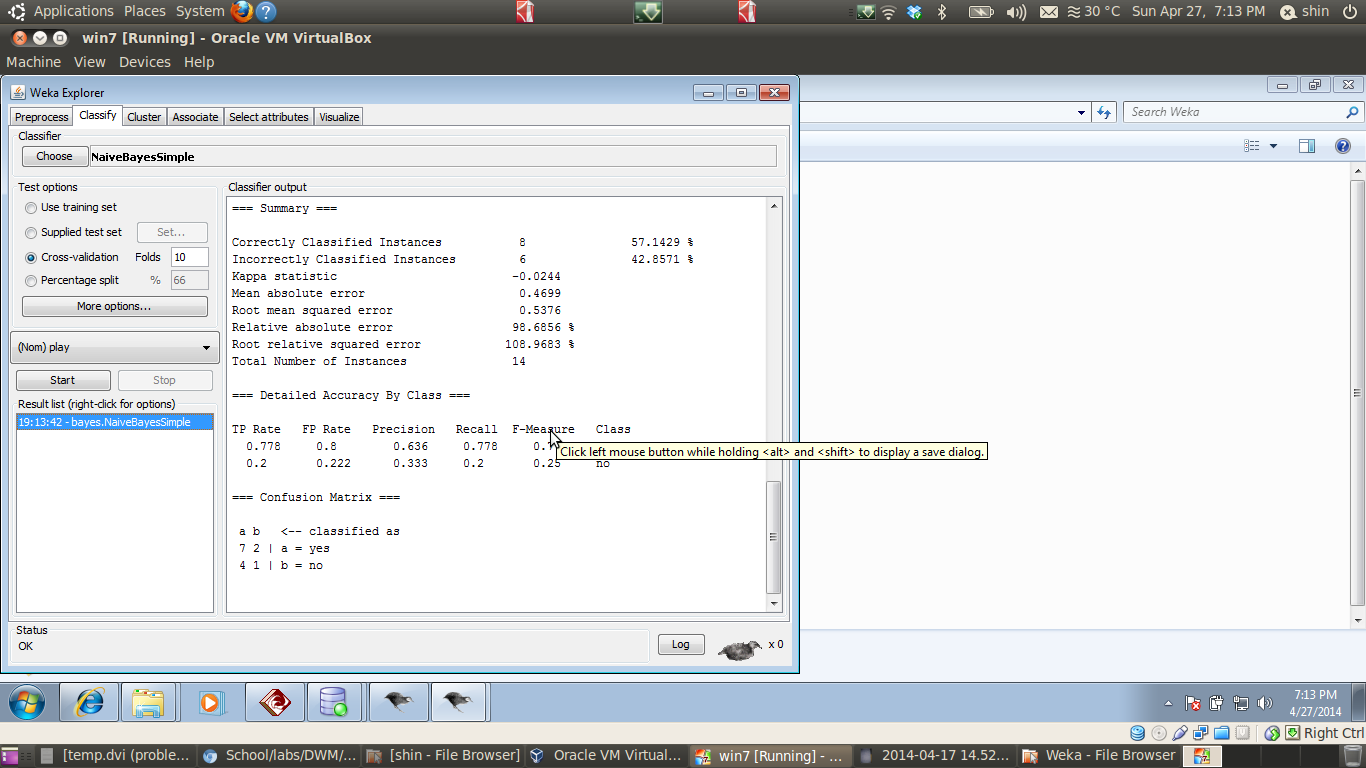 Applications Places System 30 °C Sun Apr 27, 7:13 PM shin
win7 [Running] - Oracle VM VirtualBox
Machine View Devices Help
Weka Explorer
Search Weka
Preprocess Classify Cluster Associate Select attributes Visualize
Classifier
Choose NaiveBayesSimple
Test options
Use training set
Supplied test set Set...
Cross-validation Folds 10
Percentage split % 66
More options...
(Nom) play
Start Stop
Result list (right-click for options)
19:13:42 - bayes.NaiveBayesSimple
Classifier output
=== Summary ===
Correctly Classified Instances 8 57.1429 %
Incorrectly Classified Instances 6 42.8571 %
Kappa statistic -0.0244
Mean absolute error 0.4699
Root mean squared error 0.5376
Relative absolute error 98.6856 %
Root relative squared error 108.9683 %
Total Number of Instances 14
=== Detailed Accuracy By Class ===
TP Rate FP Rate Precision Recall F-Measure Class
0.778 0.8 0.636 0.778
Click left mouse button while holding <alt> and <shift> to display a save dialog.
0.2 0.222 0.333 0.2 0.25 no
=== Confusion Matrix ===
a b <-- classified as
7 2 | a = yes
4 1 | b = no
Status
OK
Log x 0
7:13 PM
4/27/2014
Right Ctrl
[temp.dvi (proble... School/labs/DWM/... [shin - File Browser] Oracle VM Virtual... win7 [Running] - ... 2014-04-17 14.52... Weka - File Browser